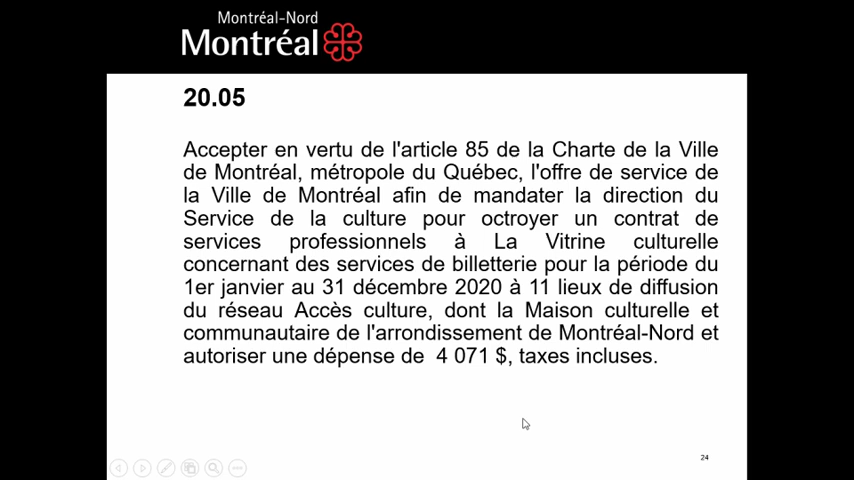 Montréal-Nord
Montréal
20.05
Accepter en vertu de l'article 85 de la Charte de la Ville
de Montréal, métropole du Québec, l'offre de service de
la Ville de Montréal afin de mandater la direction du
Service de la culture pour octroyer un contrat de
services professionnels à La Vitrine culturelle
concernant des services de billetterie pour la période du
1er janvier au 31 décembre 2020 à 11 lieux de diffusion
du réseau Accès culture, dont la Maison culturelle et
communautaire de l'arrondissement de Montréal-Nord et
autoriser une dépense de  4 071 $, taxes incluses.
24